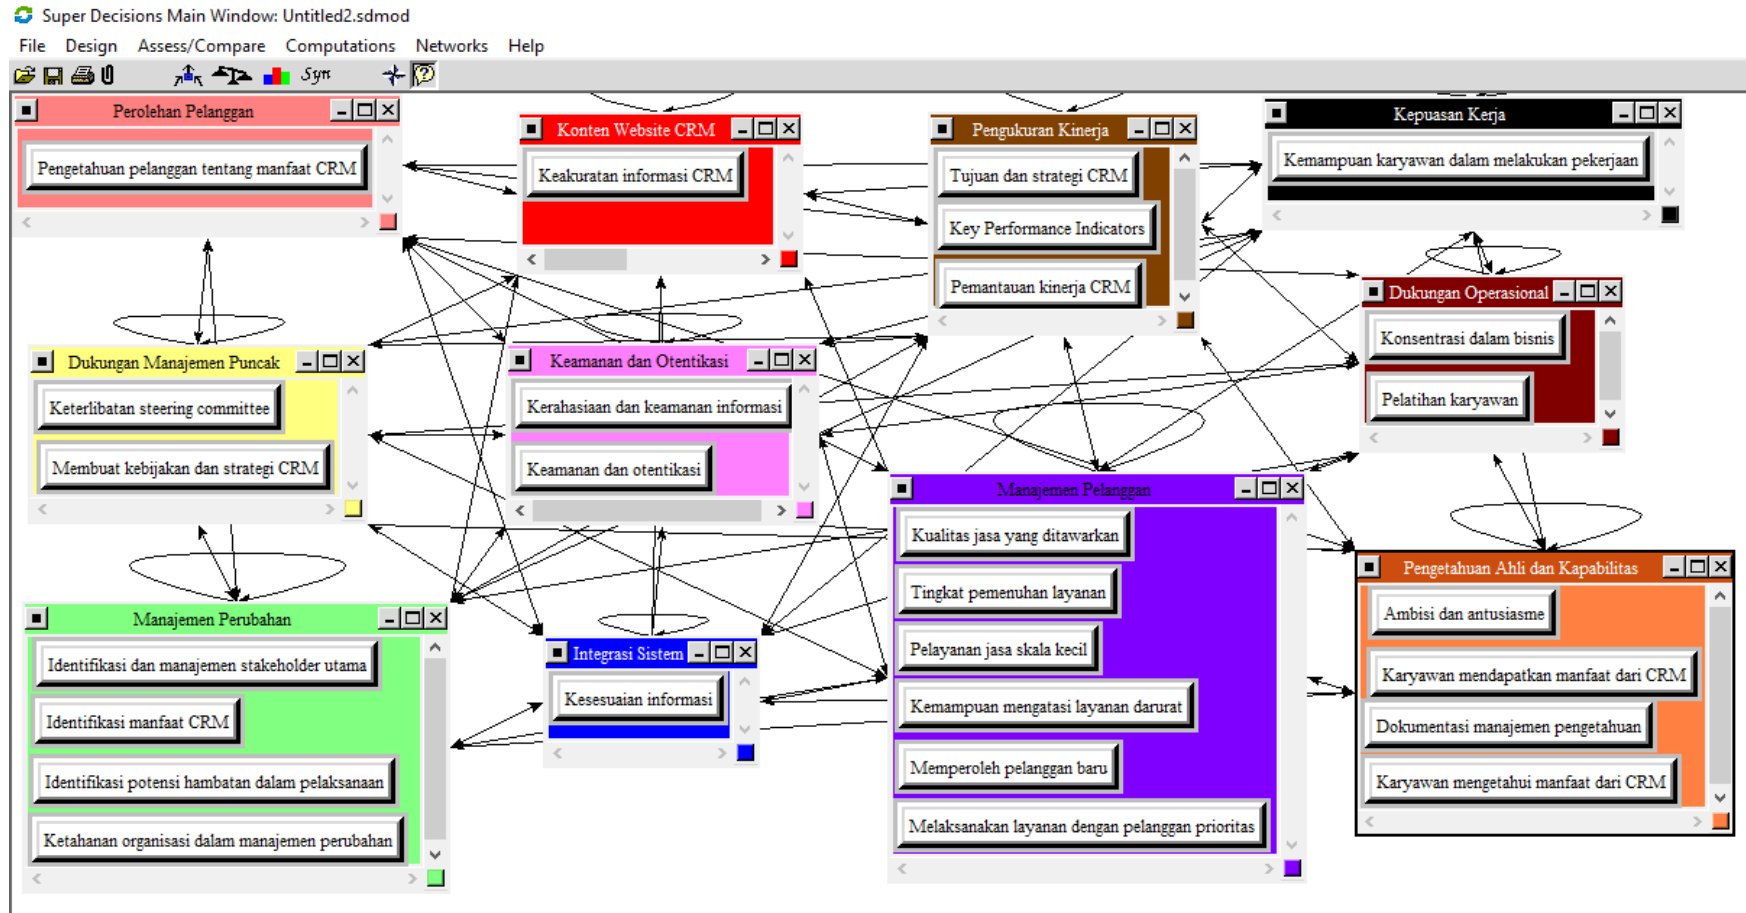 Super Decisions Main Window: Untitled2.sdmod
File Design Assess/Compare Computations Networks Help
Syn
Perolehan Pelanggan
Pengetahuan pelanggan tentang manfaat CRM
Konten Website CRM
Keakuratan informasi CRM
Pengukuran Kinerja
Tujuan dan strategi CRM
Key Performance Indicators
Pemantauan kinerja CRM
Kepuasan Kerja
Kemampuan karyawan dalam melakukan pekerjaan
Dukungan Operasional
Konsentrasi dalam bisnis
Pelatihan karyawan
Dukungan Manajemen Puncak
Keterlibatan steering committee
Membuat kebijakan dan strategi CRM
Keamanan dan Otentikasi
Kerahasiaan dan keamanan informasi
Keamanan dan otentikasi
Manajemen Pelanggan
Kualitas jasa yang ditawarkan
Tingkat pemenuhan layanan
Pelayanan jasa skala kecil
Kemampuan mengatasi layanan darurat
Memperoleh pelanggan baru
Melaksanakan layanan dengan pelanggan prioritas
Pengetahuan Ahli dan Kapabilitas
Ambisi dan antusiasme
Karyawan mendapatkan manfaat dari CRM
Dokumentasi manajemen pengetahuan
Karyawan mengetahui manfaat dari CRM
Manajemen Perubahan
Identifikasi dan manajemen stakeholder utama
Identifikasi manfaat CRM
Identifikasi potensi hambatan dalam pelaksanaan
Ketahanan organisasi dalam manajemen perubahan
Integrasi Sistem
Kesesuaian informasi